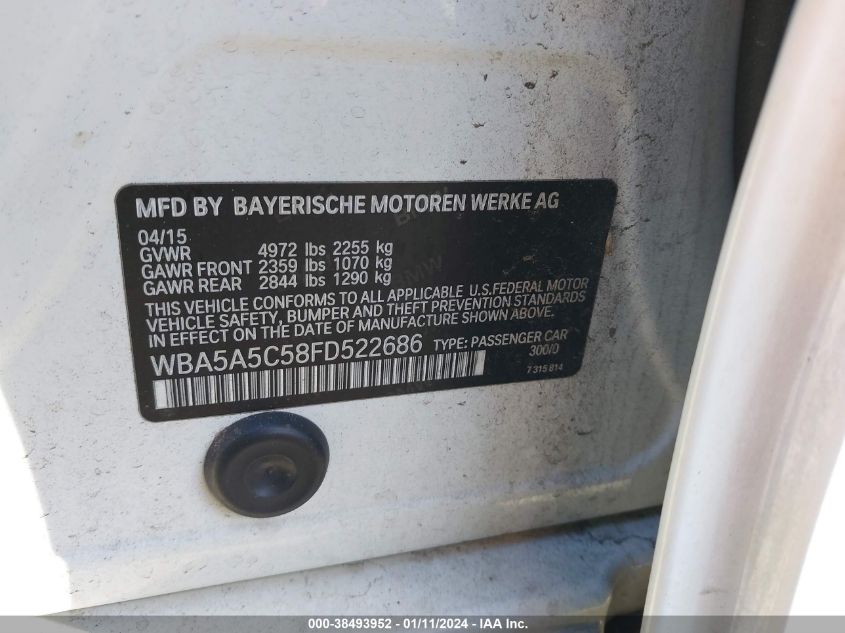 MFD BY BAYERISCHE MOTOREN WERKE AG
04/15
GVWR 4972 lbs 2255 kg
GAWR FRONT 2359 lbs 1070 kg
GAWR REAR 2844 lbs 1290 kg
THIS VEHICLE CONFORMS TO ALL APPLICABLE U.S.FEDERAL MOTOR
VEHICLE SAFETY, BUMPER AND THEFT PREVENTION STANDARDS
IN EFFECT ON THE DATE OF MANUFACTURE SHOWN ABOVE.
WBA5A5C58FD522686 TYPE: PASSENGER CAR
300/0
7 315 814
000-38493952 - 01/11/2024 - IAA, Inc.